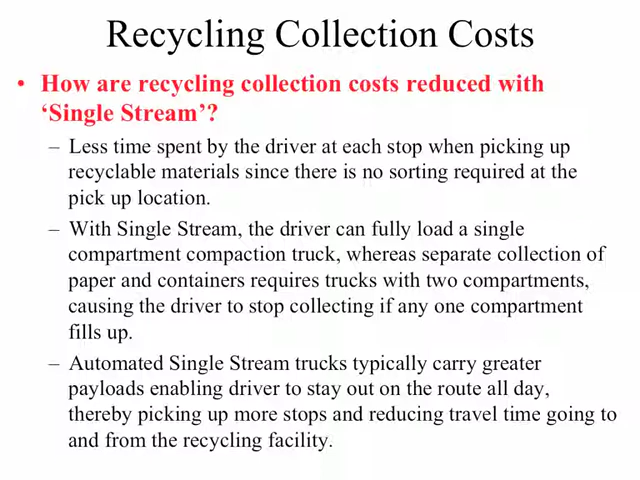 Recycling Collection Costs
• How are recycling collection costs reduced with
‘Single Stream’?
– Less time spent by the driver at each stop when picking up
recyclable materials since there is no sorting required at the
pick up location.
– With Single Stream, the driver can fully load a single
compartment compaction truck, whereas separate collection of
paper and containers requires trucks with two compartments,
causing the driver to stop collecting if any one compartment
fills up.
– Automated Single Stream trucks typically carry greater
payloads enabling driver to stay out on the route all day,
thereby picking up more stops and reducing travel time going to
and from the recycling facility.